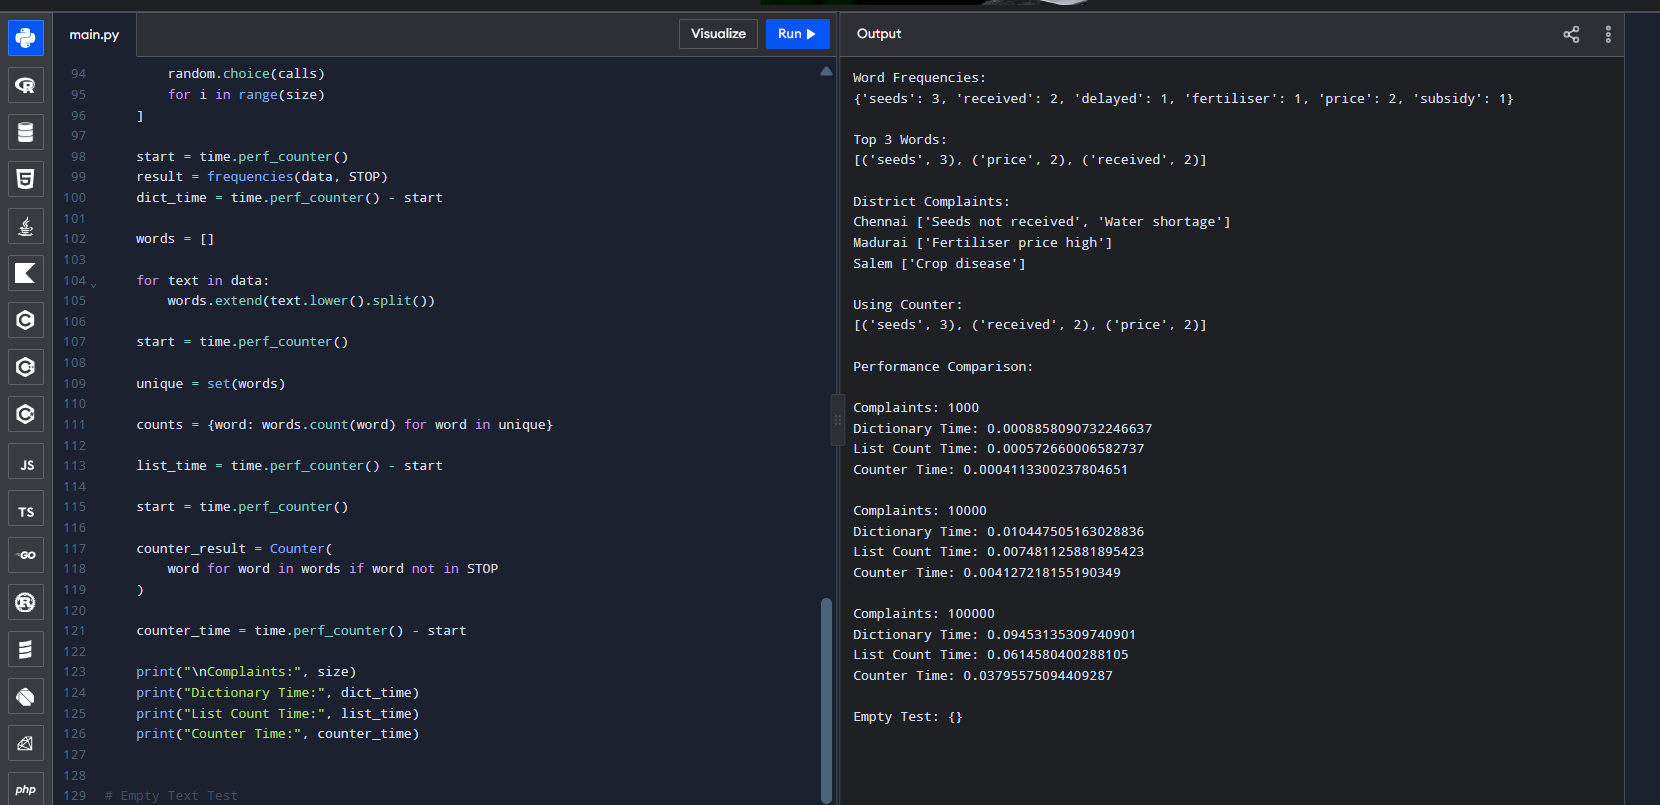 main.py
Visualize
Run
94 random.choice(calls)
95 for i in range(size)
96 ]
97
98 start = time.perf_counter()
99 result = frequencies(data, STOP)
100 dict_time = time.perf_counter() - start
101
102 words = []
103
104 for text in data:
105 words.extend(text.lower().split())
106
107 start = time.perf_counter()
108
109 unique = set(words)
110
111 counts = {word: words.count(word) for word in unique}
112
113 list_time = time.perf_counter() - start
114
115 start = time.perf_counter()
116
117 counter_result = Counter(
118 word for word in words if word not in STOP
119 )
120
121 counter_time = time.perf_counter() - start
122
123 print("\nComplaints:", size)
124 print("Dictionary Time:", dict_time)
125 print("List Count Time:", list_time)
126 print("Counter Time:", counter_time)
127
128
129 # Empty Text Test
R
5
C
C
C
JS
TS
GO
R
php
Output
Word Frequencies:
{'seeds': 3, 'received': 2, 'delayed': 1, 'fertiliser': 1, 'price': 2, 'subsidy': 1}
Top 3 Words:
[('seeds', 3), ('price', 2), ('received', 2)]
District Complaints:
Chennai ['Seeds not received', 'Water shortage']
Madurai ['Fertiliser price high']
Salem ['Crop disease']
Using Counter:
[('seeds', 3), ('received', 2), ('price', 2)]
Performance Comparison:
Complaints: 1000
Dictionary Time: 0.0008858090732246637
List Count Time: 0.000572660006582737
Counter Time: 0.0004113300237804651
Complaints: 10000
Dictionary Time: 0.010447505163028836
List Count Time: 0.007481125881895423
Counter Time: 0.004127218155190349
Complaints: 100000
Dictionary Time: 0.09453135309740901
List Count Time: 0.0614580400288105
Counter Time: 0.03795575094409287
Empty Test: {}